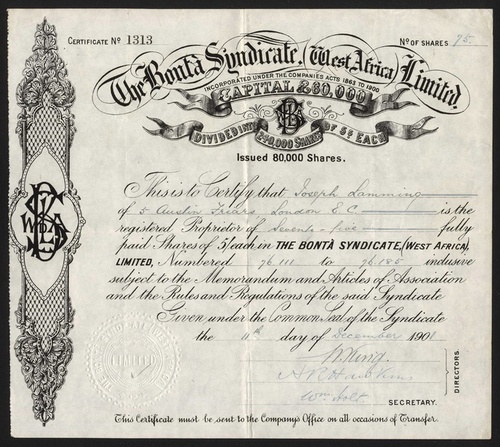 CERTIFICATE No 1313
No OF SHARES 75.
The Bontà Syndicate, (West Africa) Limited.
INCORPORATED UNDER THE COMPANIES ACTS 1862 TO 1900
CAPITAL £60,000
DIVIDED INTO 240,000 SHARES OF 5/- EACH
Issued 80,000 Shares.
This is to Certify, that Joseph Lamming
of 5 Austin Friars London E.C. is the
registered Proprietor of Seventy-five fully
paid Shares of 5/ each in THE BONTÀ SYNDICATE, (WEST AFRICA)
LIMITED, Numbered 76.111 to 76.185 inclusive
subject to the Memorandum and Articles of Association
and the Rules and Regulations of the said Syndicate
Given under the Common Seal of the Syndicate
the 11th day of December 1901
DIRECTORS.
Wm Holt
SECRETARY.
LIMITED
This Certificate must be sent to the Company's Office on all occasions of Transfer.